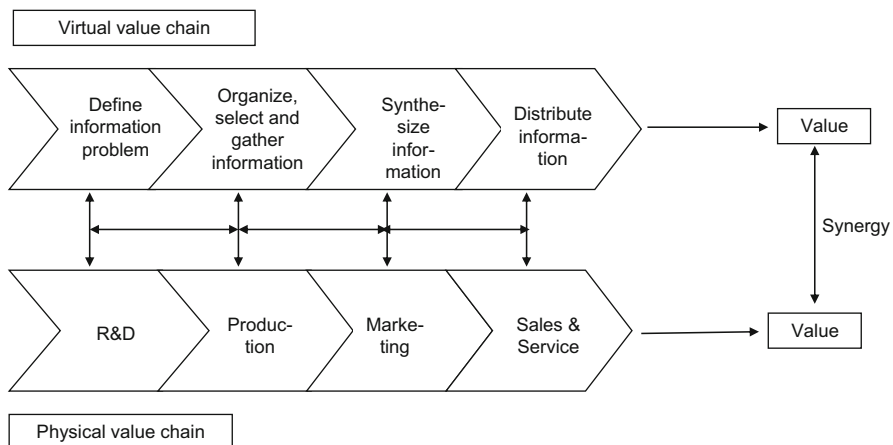 Virtual value chain
Define
information
problem
Organize,
select and
gather
information
Synthe-
size
infor-
mation
Distribute
informa-
tion
Value
Synergy
R&D
Produc-
tion
Marke-
ting
Sales &
Service
Value
Physical value chain